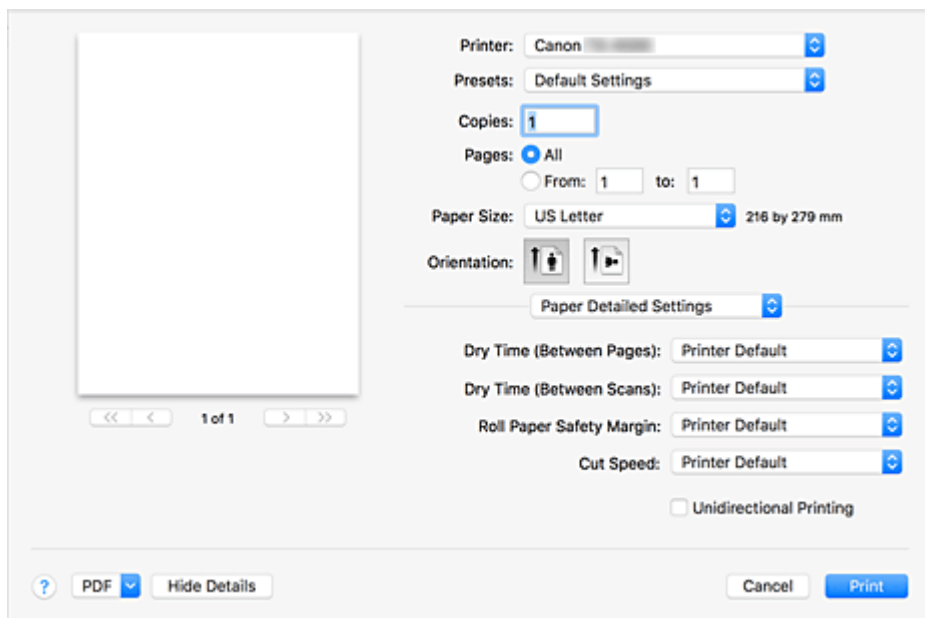 Printer: Canon
Presets: Default Settings
Copies: 1
Pages: All
From: 1 to: 1
Paper Size: US Letter 216 by 279 mm
Orientation:
Paper Detailed Settings
Dry Time (Between Pages): Printer Default
Dry Time (Between Scans): Printer Default
Roll Paper Safety Margin: Printer Default
Cut Speed: Printer Default
Unidirectional Printing
<< < 1 of 1 > >>
? PDF Hide Details Cancel Print